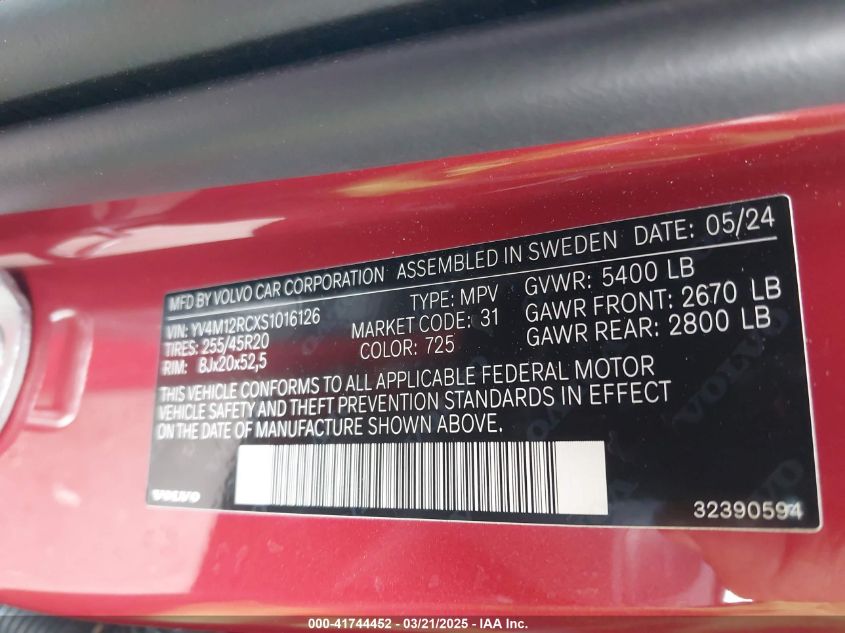 MFD BY VOLVO CAR CORPORATION ASSEMBLED IN SWEDEN DATE: 05/24
VIN: YV4M12RCXS1016126 TYPE: MPV GVWR: 5400 LB
TIRES: 255/45R20 MARKET CODE: 31 GAWR FRONT: 2670 LB
RIM: 8Jx20x52,5 COLOR: 725 GAWR REAR: 2800 LB
THIS VEHICLE CONFORMS TO ALL APPLICABLE FEDERAL MOTOR
VEHICLE SAFETY AND THEFT PREVENTION STANDARDS IN EFFECT
ON THE DATE OF MANUFACTURE SHOWN ABOVE.
VOLVO 32390594
000-41744452 - 03/21/2025 - IAA Inc.